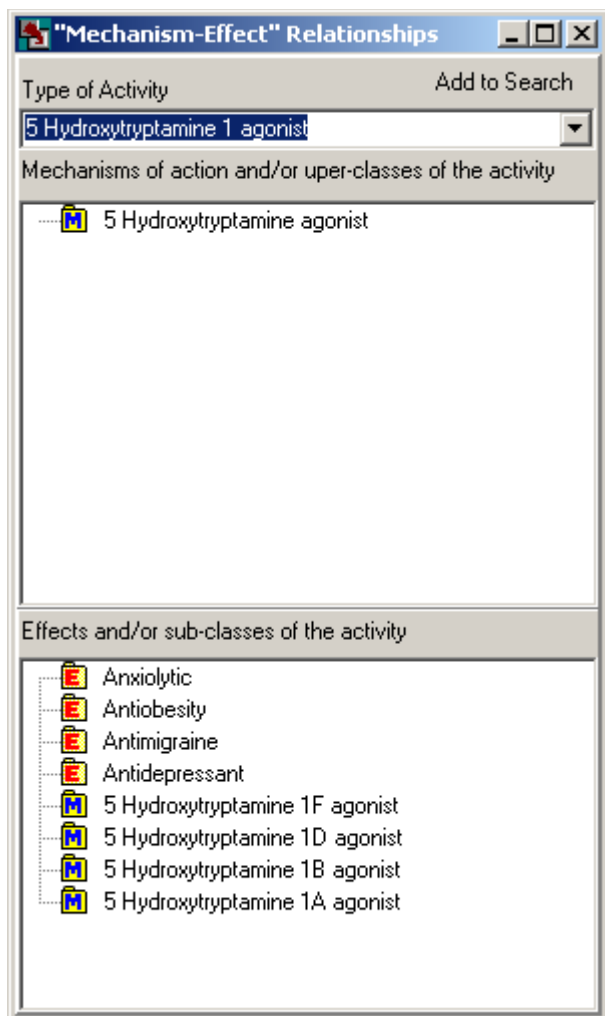 "Mechanism-Effect" Relationships
Type of Activity
Add to Search
5 Hydroxytryptamine 1 agonist
Mechanisms of action and/or uper-classes of the activity
M 5 Hydroxytryptamine agonist
Effects and/or sub-classes of the activity
E Anxiolytic
E Antiobesity
E Antimigraine
E Antidepressant
M 5 Hydroxytryptamine 1F agonist
M 5 Hydroxytryptamine 1D agonist
M 5 Hydroxytryptamine 1B agonist
M 5 Hydroxytryptamine 1A agonist